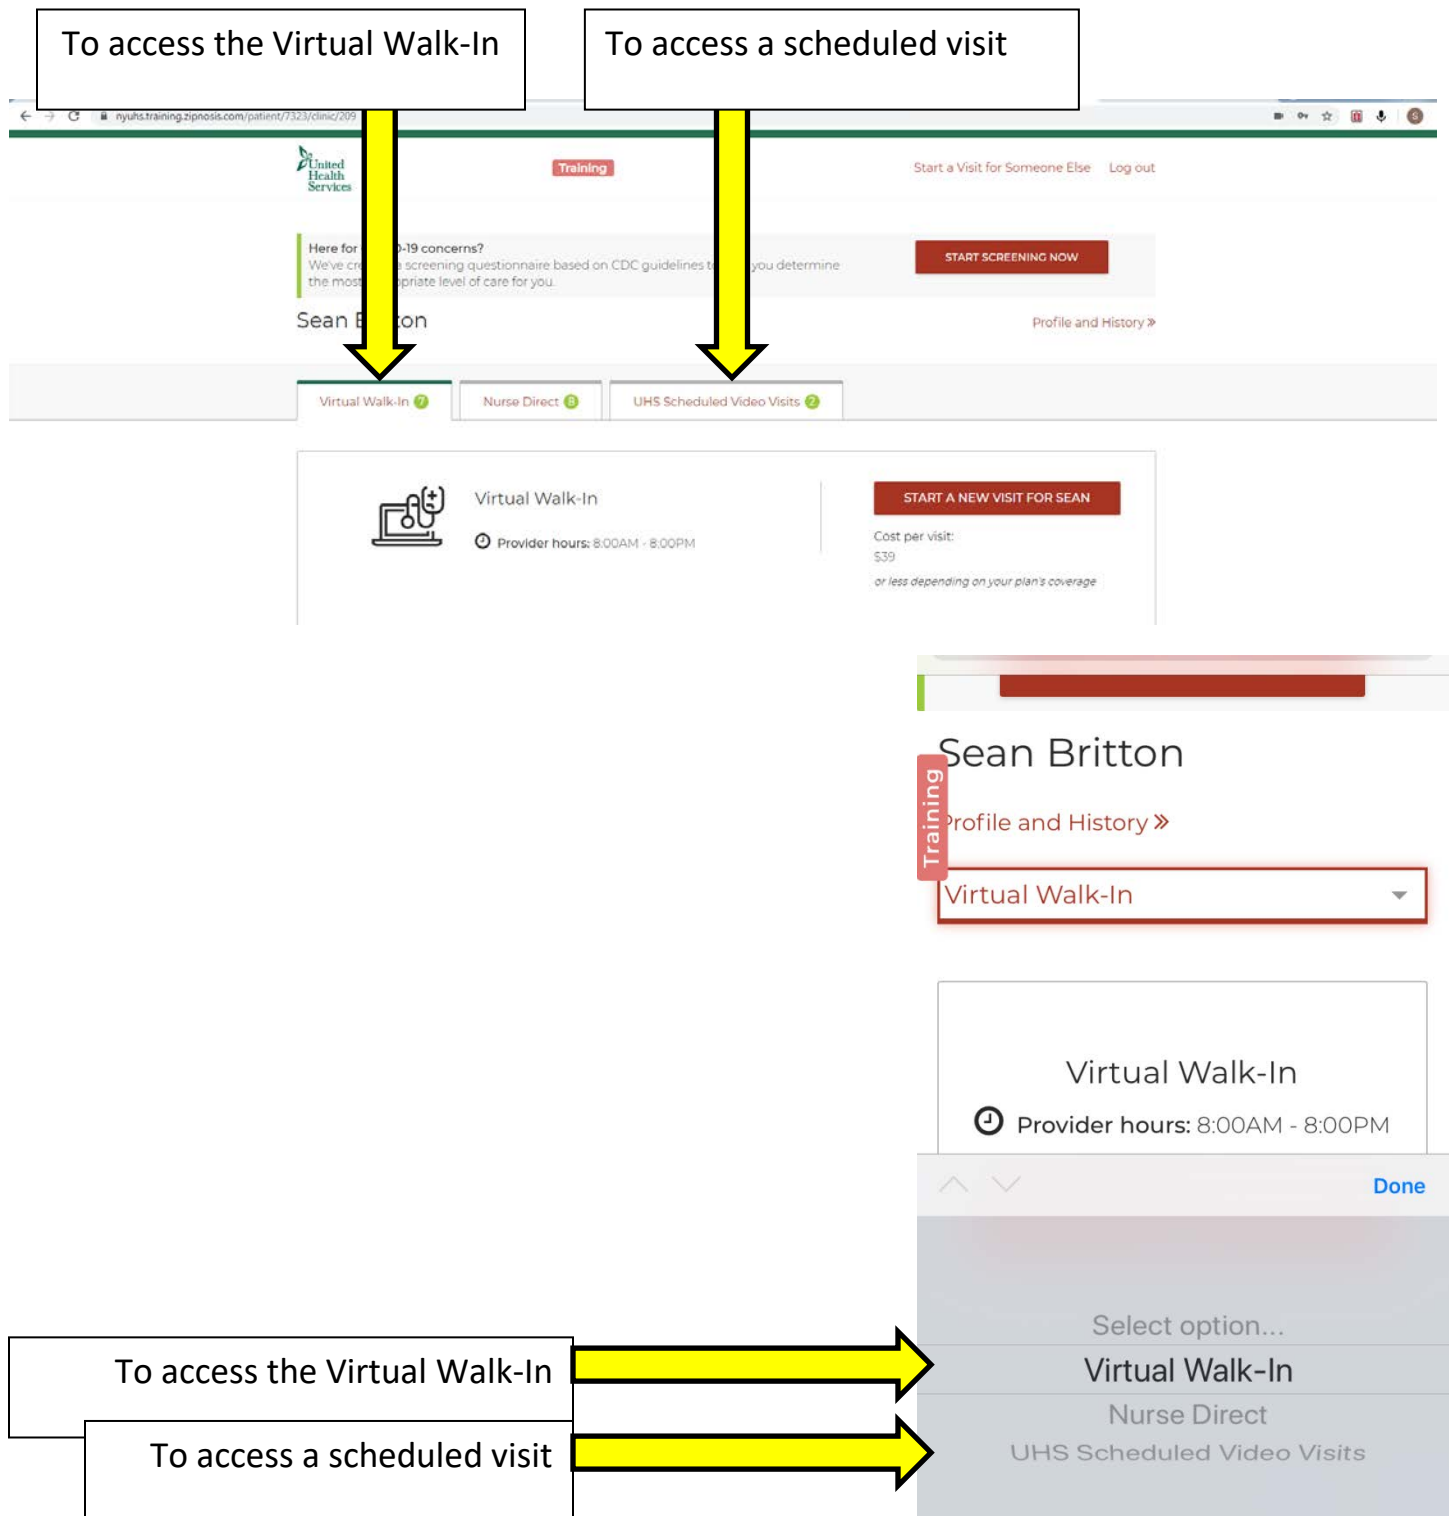 To access the Virtual Walk-In
To access a scheduled visit
nyuhs.training.zipnosis.com/patient/7323/clinic/209
United
Health
Services
Training
Start a Visit for Someone Else
Log out
Here for -19 concerns?
We've screening questionnaire based on CDC guidelines you determine
the most level of care for you.
START SCREENING NOW
Sean
Profile and History »
Virtual Walk-In 7
Nurse Direct 8
UHS Scheduled Video Visits 2
Virtual Walk-In
Provider hours: 8:00AM - 8:00PM
START A NEW VISIT FOR SEAN
Cost per visit:
$39
or less depending on your plan's coverage
Sean Britton
Training
Profile and History »
Virtual Walk-In
Virtual Walk-In
Provider hours: 8:00AM - 8:00PM
Done
Select option...
Virtual Walk-In
Nurse Direct
UHS Scheduled Video Visits
To access the Virtual Walk-In
To access a scheduled visit